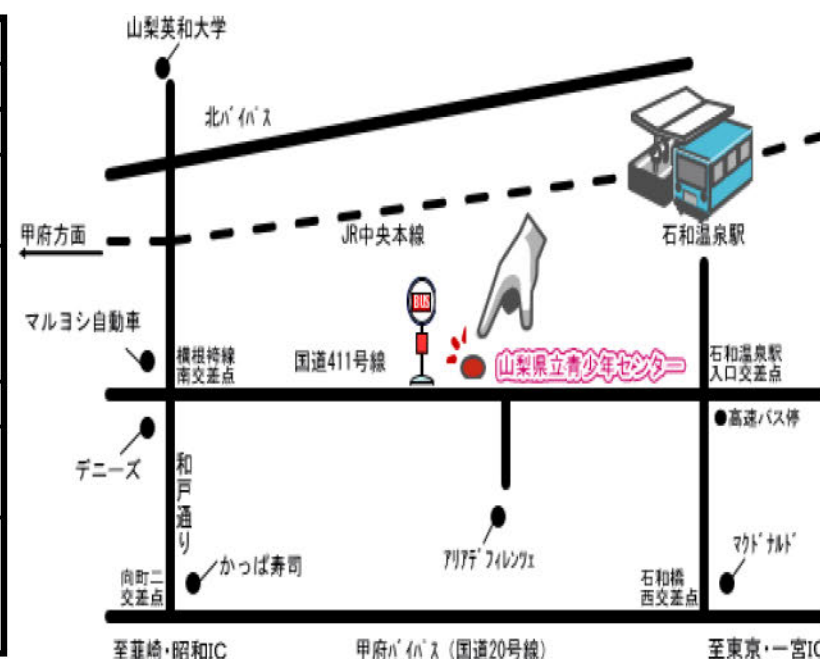 山梨英和大学
北ﾊﾞｲﾊﾟｽ
甲府方面
JR中央本線
石和温泉駅
マルヨシ自動車
横根袴線
南交差点
国道411号線
BUS
山梨県立青少年センター
石和温泉駅
入口交差点
高速バス停
デニーズ
和戸通り
かっぱ寿司
ｱﾘｱﾃﾞﾌｨﾚﾝﾂｪ
ﾏｸﾄﾞﾅﾙﾄﾞ
向町二
交差点
石和橋
西交差点
至韮崎・昭和IC
甲府ﾊﾞｲﾊﾟｽ（国道20号線）
至東京・一宮IC